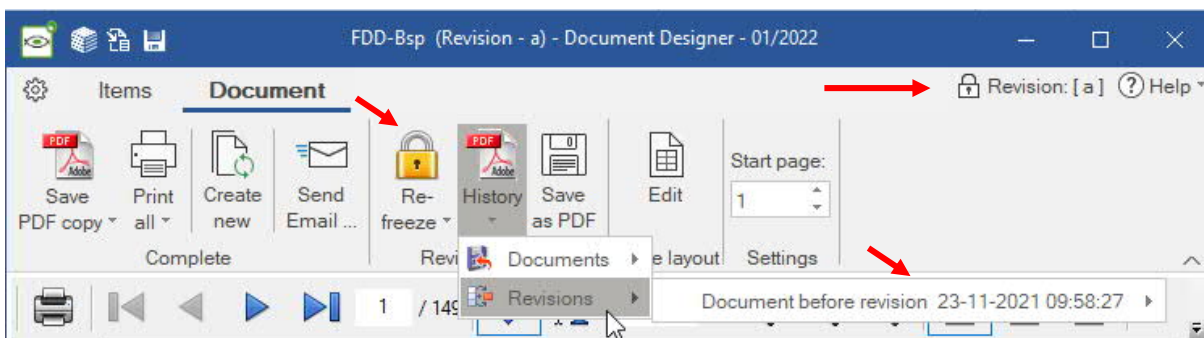 FDD-Bsp (Revision - a) - Document Designer - 01/2022
Items
Document
Revision: [ a ]
Help
PDF
Adobe
Save
PDF copy
Print
all
Create
new
Send
Email ...
Re-
freeze
PDF
Adobe
History
Save
as PDF
Edit
Start page:
1
Complete
Revi
e layout
Settings
Documents
Revisions
Document before revision 23-11-2021 09:58:27
1
/ 149